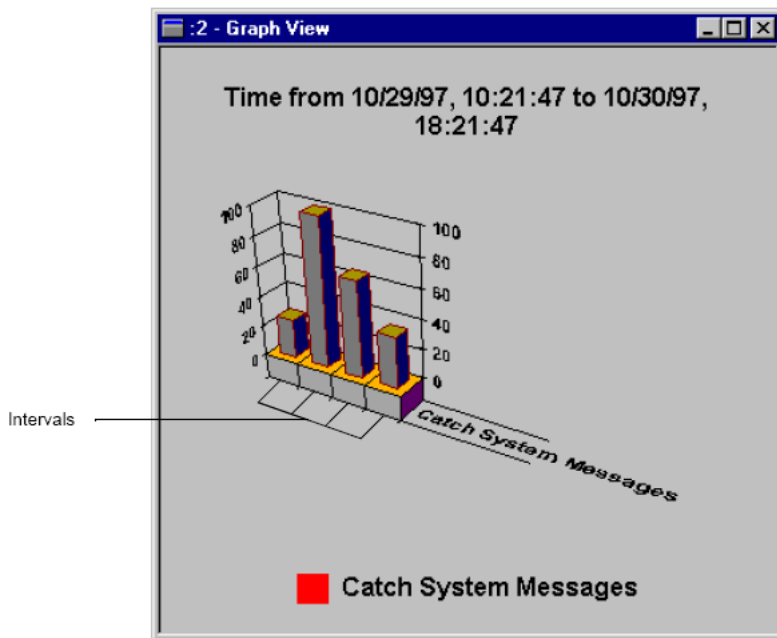 :2 - Graph View
Time from 10/29/97, 10:21:47 to 10/30/97,
18:21:47
100
80
60
40
20
0
100
80
60
40
20
0
Intervals
Catch System Messages
Catch System Messages